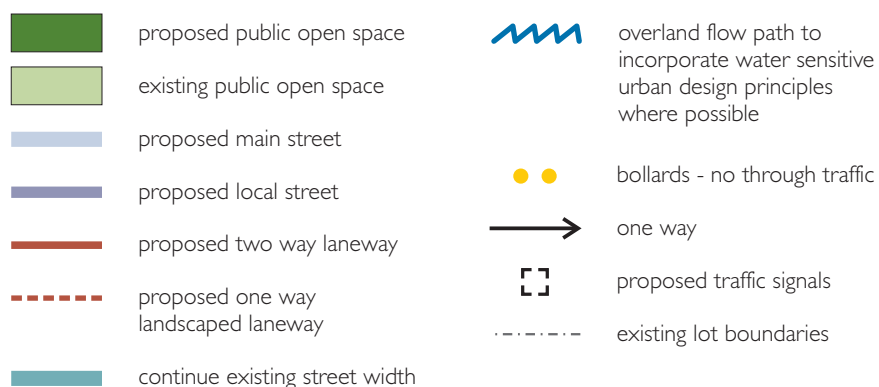 proposed public open space
existing public open space
proposed main street
proposed local street
proposed two way laneway
proposed one way
landscaped laneway
continue existing street width
overland flow path to
incorporate water sensitive
urban design principles
where possible
bollards - no through traffic
one way
proposed traffic signals
existing lot boundaries